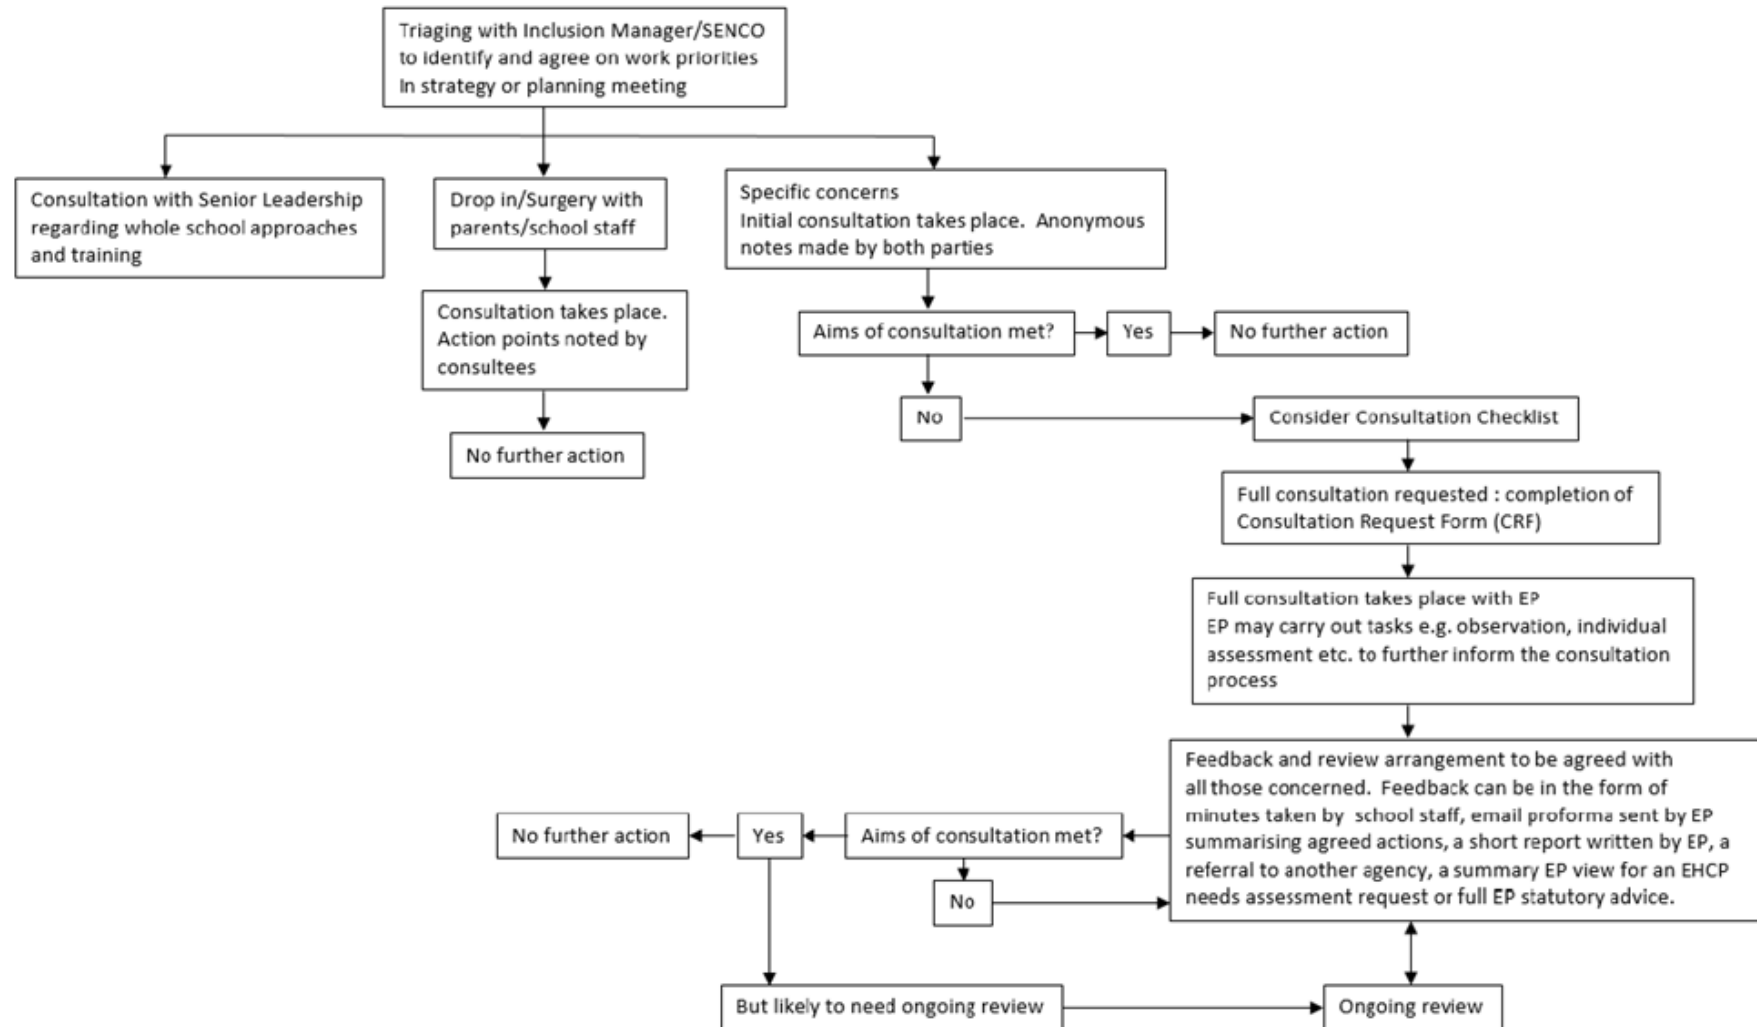 Triaging with Inclusion Manager/SENCO
to identify and agree on work priorities
In strategy or planning meeting
Consultation with Senior Leadership
regarding whole school approaches
and training
Drop in/Surgery with
parents/school staff
Specific concerns
Initial consultation takes place.  Anonymous
notes made by both parties
Consultation takes place.
Action points noted by
consultees
No further action
Aims of consultation met?
Yes
No further action
No
Consider Consultation Checklist
Full consultation requested : completion of
Consultation Request Form (CRF)
Full consultation takes place with EP
EP may carry out tasks e.g. observation, individual
assessment etc. to further inform the consultation
process
Feedback and review arrangement to be agreed with
all those concerned.  Feedback can be in the form of
minutes taken by  school staff, email proforma sent by EP
summarising agreed actions, a short report written by EP, a
referral to another agency, a summary EP view for an EHCP
needs assessment request or full EP statutory advice.
Aims of consultation met?
Yes
No further action
No
But likely to need ongoing review
Ongoing review